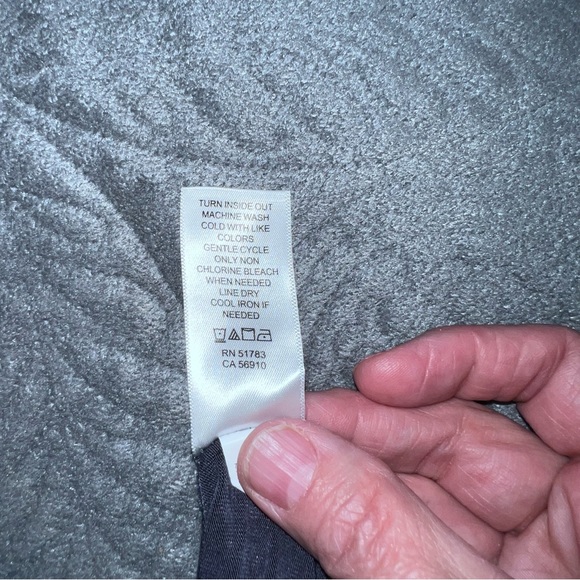 TURN INSIDE OUT
MACHINE WASH
COLD WITH LIKE
COLORS
GENTLE CYCLE
ONLY NON
CHLORINE BLEACH
WHEN NEEDED
LINE DRY
COOL IRON IF
NEEDED
RN 51783
CA 56910